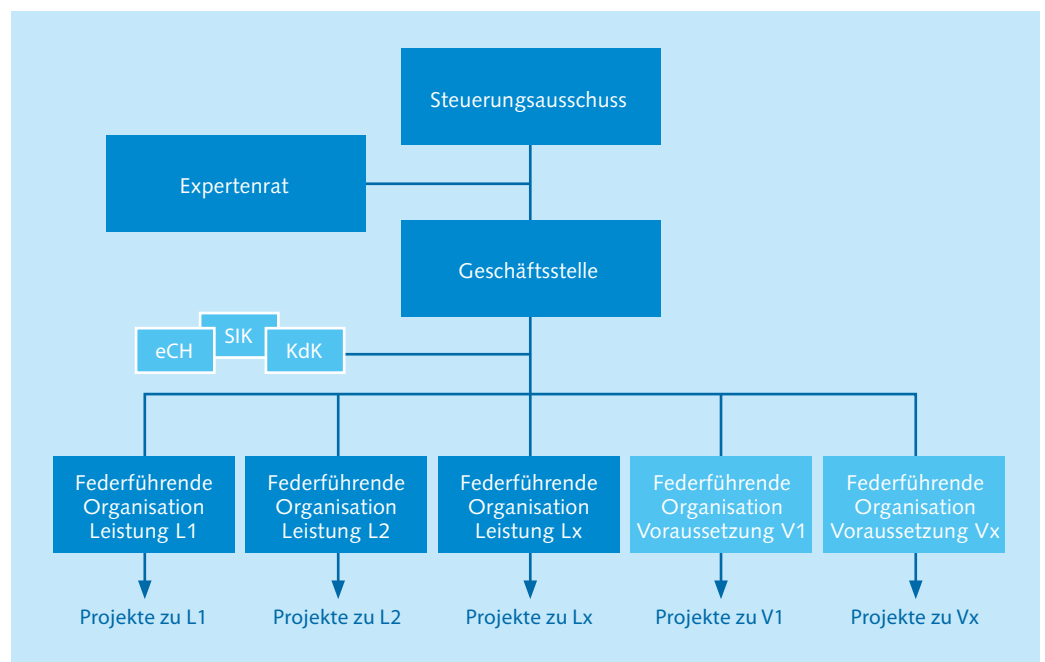 Steuerungsausschuss
Expertenrat
Geschäftsstelle
SIK
eCH
KdK
Federführende
Organisation
Leistung L1
Federführende
Organisation
Leistung L2
Federführende
Organisation
Leistung Lx
Federführende
Organisation
Voraussetzung V1
Federführende
Organisation
Voraussetzung Vx
Projekte zu L1
Projekte zu L2
Projekte zu Lx
Projekte zu V1
Projekte zu Vx